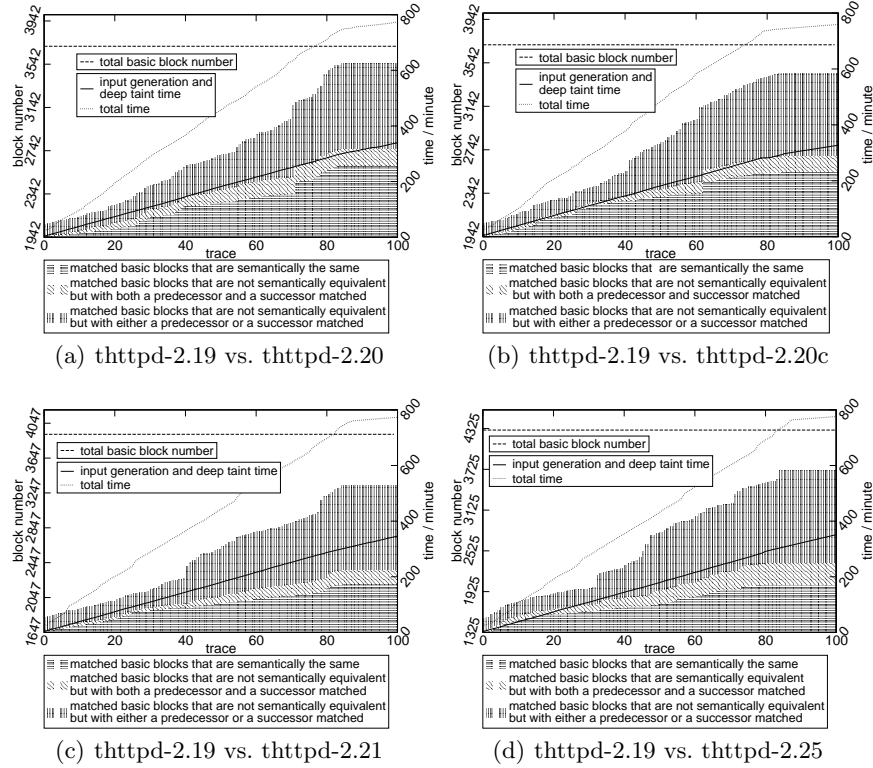 3942
3542
3142
2742
2342
1942
block number
total basic block number
input generation and
deep taint time
total time
800
600
400
200
0
time / minute
0 20 40 60 80 100
trace
matched basic blocks that are semantically the same
matched basic blocks that are not semantically equivalent
but with both a predecessor and a successor matched
matched basic blocks that are not semantically equivalent
but with either a predecessor or a successor matched
(a) thttpd-2.19 vs. thttpd-2.20
3942
3542
3142
2742
2342
1942
block number
total basic block number
input generation and
deep taint time
total time
800
600
400
200
0
time / minute
0 20 40 60 80 100
trace
matched basic blocks that are semantically the same
matched basic blocks that are not semantically equivalent
but with both a predecessor and successor matched
matched basic blocks that are not semantically equivalent
but with either a predecessor or a successor matched
(b) thttpd-2.19 vs. thttpd-2.20c
4047
3647
3247
2847
2447
2047
1647
block number
total basic block number
input generation and deep taint time
total time
800
600
400
200
0
time / minute
0 20 40 60 80 100
trace
matched basic blocks that are semantically the same
matched basic blocks that are not semantically equivalent
but with both a predecessor and a successor matched
matched basic blocks that are not semantically equivalent
but with either a predecessor or a successor matched
(c) thttpd-2.19 vs. thttpd-2.21
4325
3725
3125
2525
1925
1325
block number
total basic block number
input generation and deep taint time
total time
800
600
400
200
0
time / minute
0 20 40 60 80 100
trace
matched basic blocks that are semantically the same
matched basic blocks that are semantically equivalent
but with both a predecessor and a successor matched
matched basic blocks that are not semantically equivalent
but with either a predecessor or a successor matched
(d) thttpd-2.19 vs. thttpd-2.25